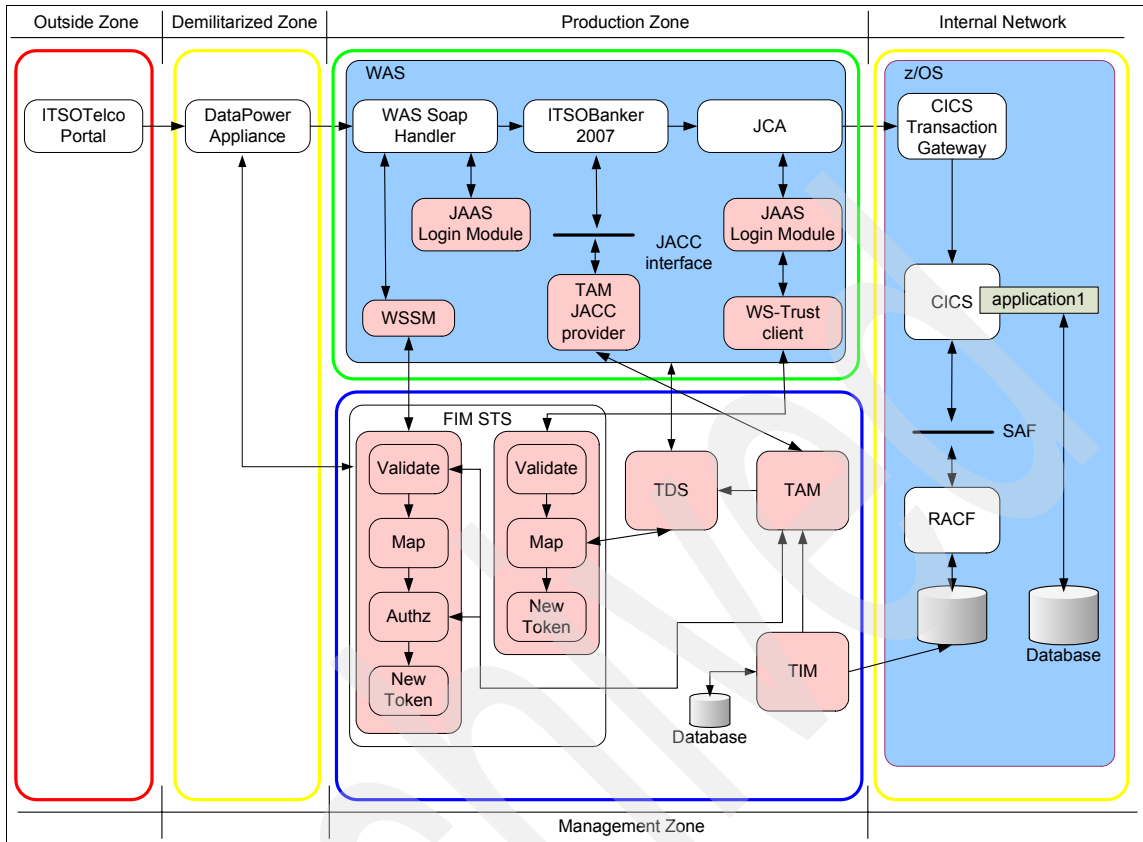 Outside Zone
Demilitarized Zone
Production Zone
Internal Network
WAS
z/OS
ITSOTelco
Portal
DataPower
Appliance
WAS Soap
Handler
ITSOBanker
2007
JCA
CICS
Transaction
Gateway
JAAS
Login Module
JACC
interface
JAAS
Login Module
WSSM
TAM
JACC
provider
WS-Trust
client
CICS
application1
FIM STS
SAF
Validate
Map
Authz
New
Token
Validate
Map
New
Token
TDS
TAM
RACF
TIM
Database
Database
Management Zone